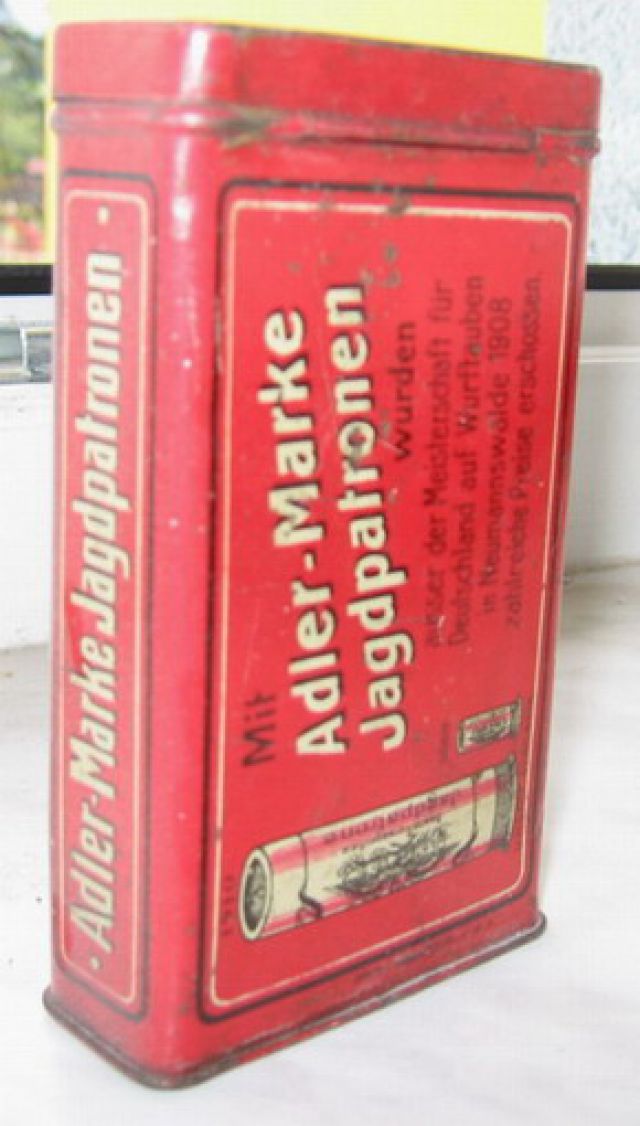 · Adler-Marke Jagdpatronen ·
Mit
Adler-Marke
Jagdpatronen
wurden
ausser der Meisterschaft für
Deutschland auf Wurftauben
in Neumannswalde 1908
zahlreiche Preise erschossen.
Jagdpatrone